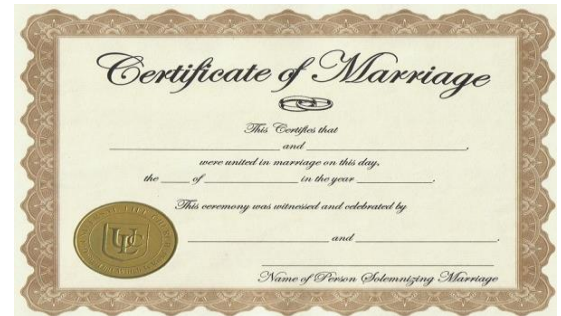 Certificate of Marriage
This Certifies that
and ,
were united in marriage on this day,
the of in the year .
This ceremony was witnessed and celebrated by
and .
Name of Person Solemnizing Marriage